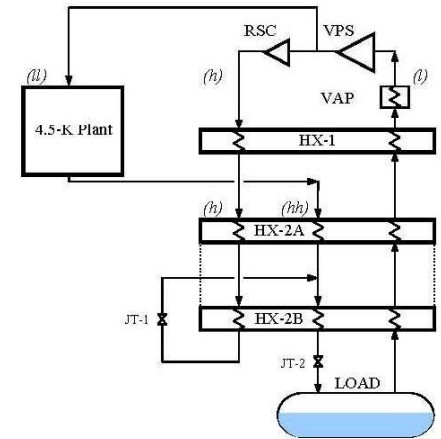 RSC VPS
(ll) (h) (l)
VAP
4.5-K Plant
HX-1
(h) (hh)
HX-2A
JT-1
HX-2B
JT-2
LOAD